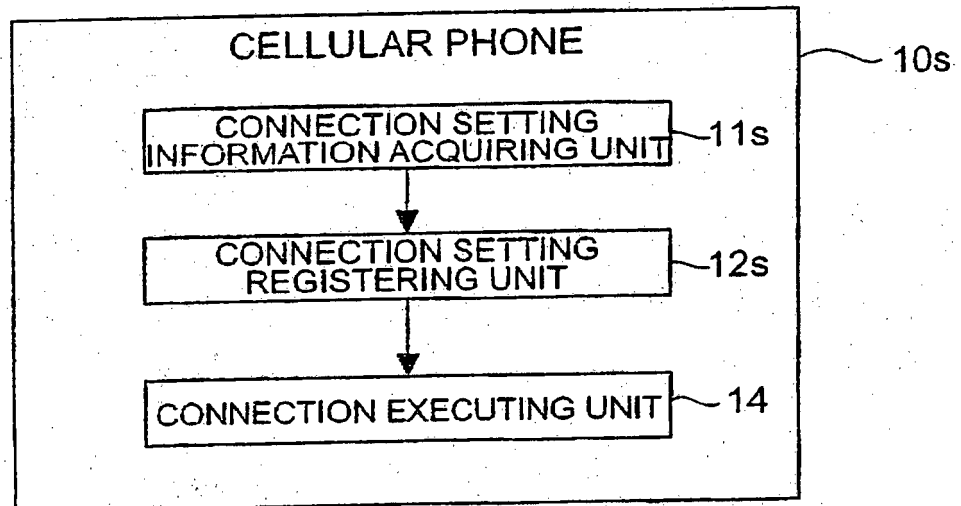 CELLULAR PHONE
10s
CONNECTION SETTING
INFORMATION ACQUIRING UNIT
11s
CONNECTION SETTING
REGISTERING UNIT
12s
CONNECTION EXECUTING UNIT
14